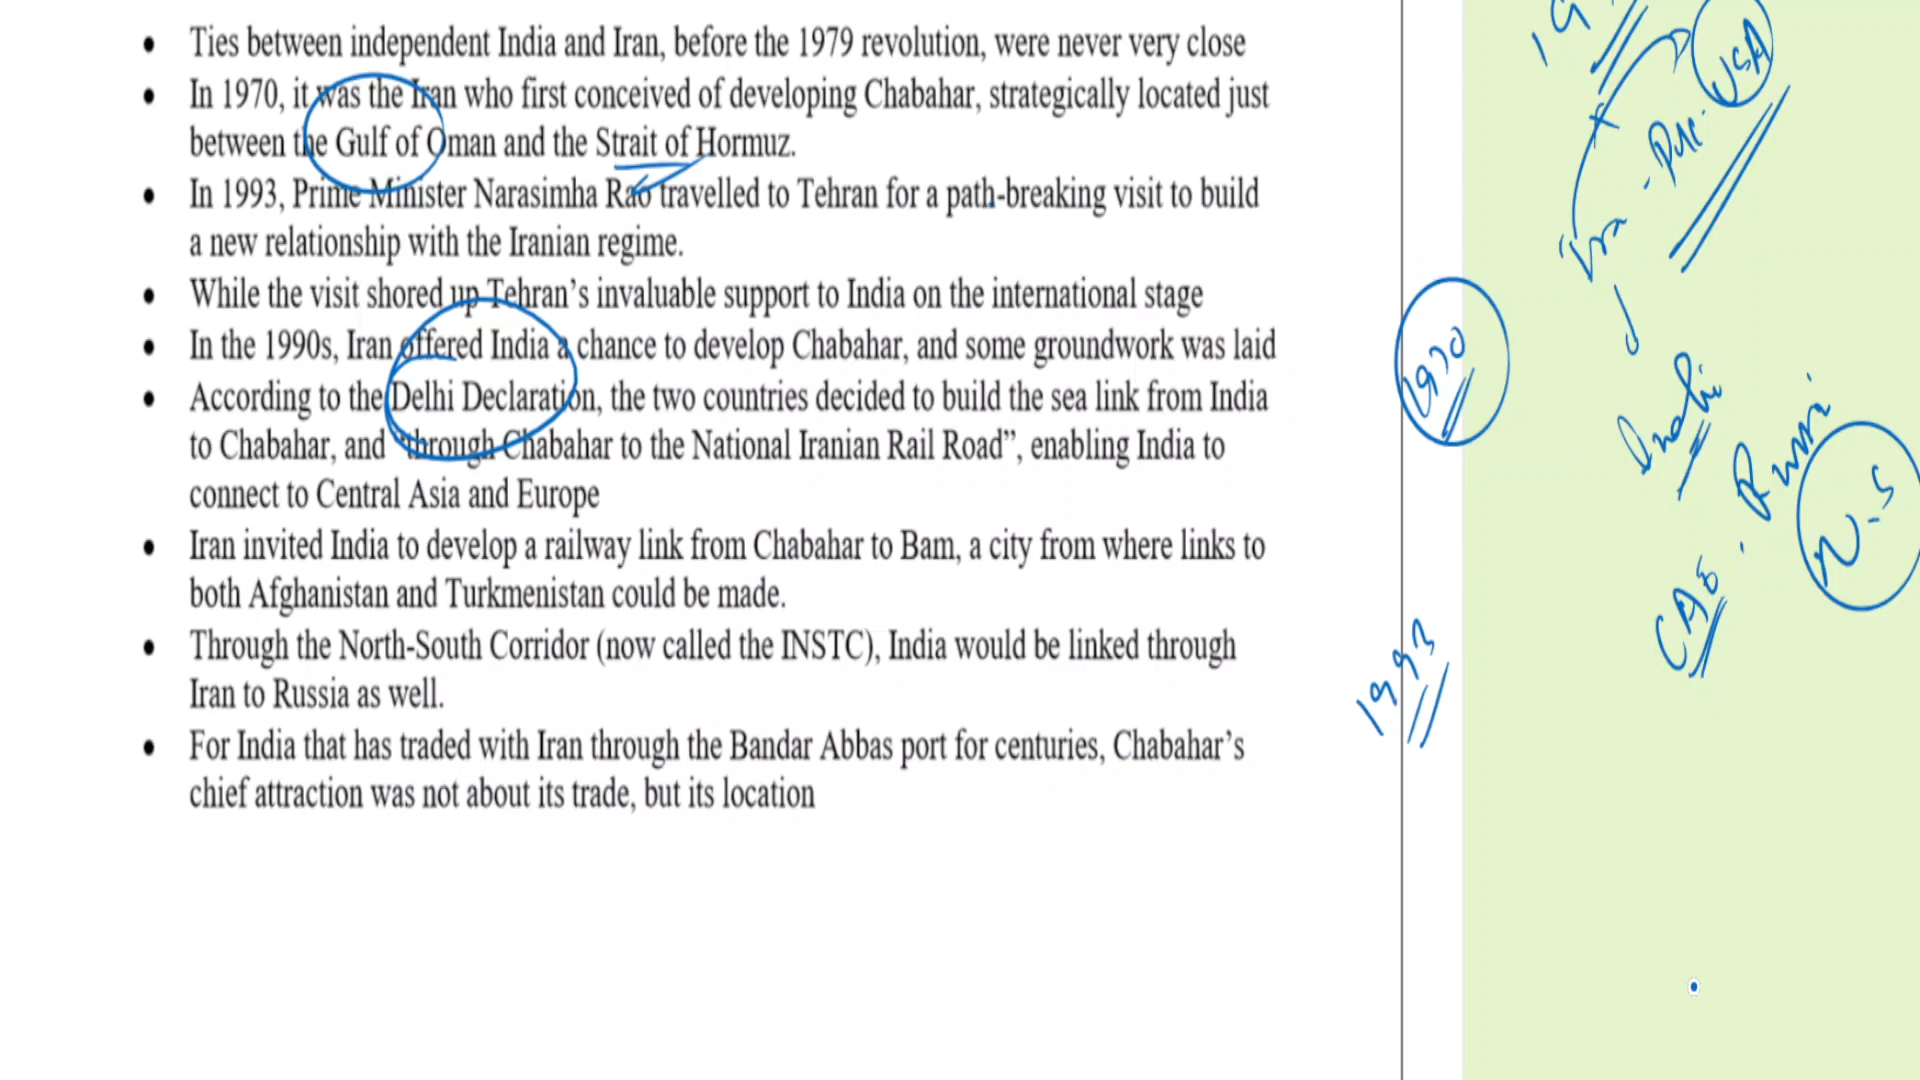 • Ties between independent India and Iran, before the 1979 revolution, were never very close
• In 1970, it was the Iran who first conceived of developing Chabahar, strategically located just
between the Gulf of Oman and the Strait of Hormuz.
• In 1993, Prime Minister Narasimha Rao travelled to Tehran for a path-breaking visit to build
a new relationship with the Iranian regime.
• While the visit shored up Tehran’s invaluable support to India on the international stage
• In the 1990s, Iran offered India a chance to develop Chabahar, and some groundwork was laid
• According to the Delhi Declaration, the two countries decided to build the sea link from India
to Chabahar, and “through Chabahar to the National Iranian Rail Road”, enabling India to
connect to Central Asia and Europe
• Iran invited India to develop a railway link from Chabahar to Bam, a city from where links to
both Afghanistan and Turkmenistan could be made.
• Through the North-South Corridor (now called the INSTC), India would be linked through
Iran to Russia as well.
• For India that has traded with Iran through the Bandar Abbas port for centuries, Chabahar’s
chief attraction was not about its trade, but its location
USA
1970
N-S
1993